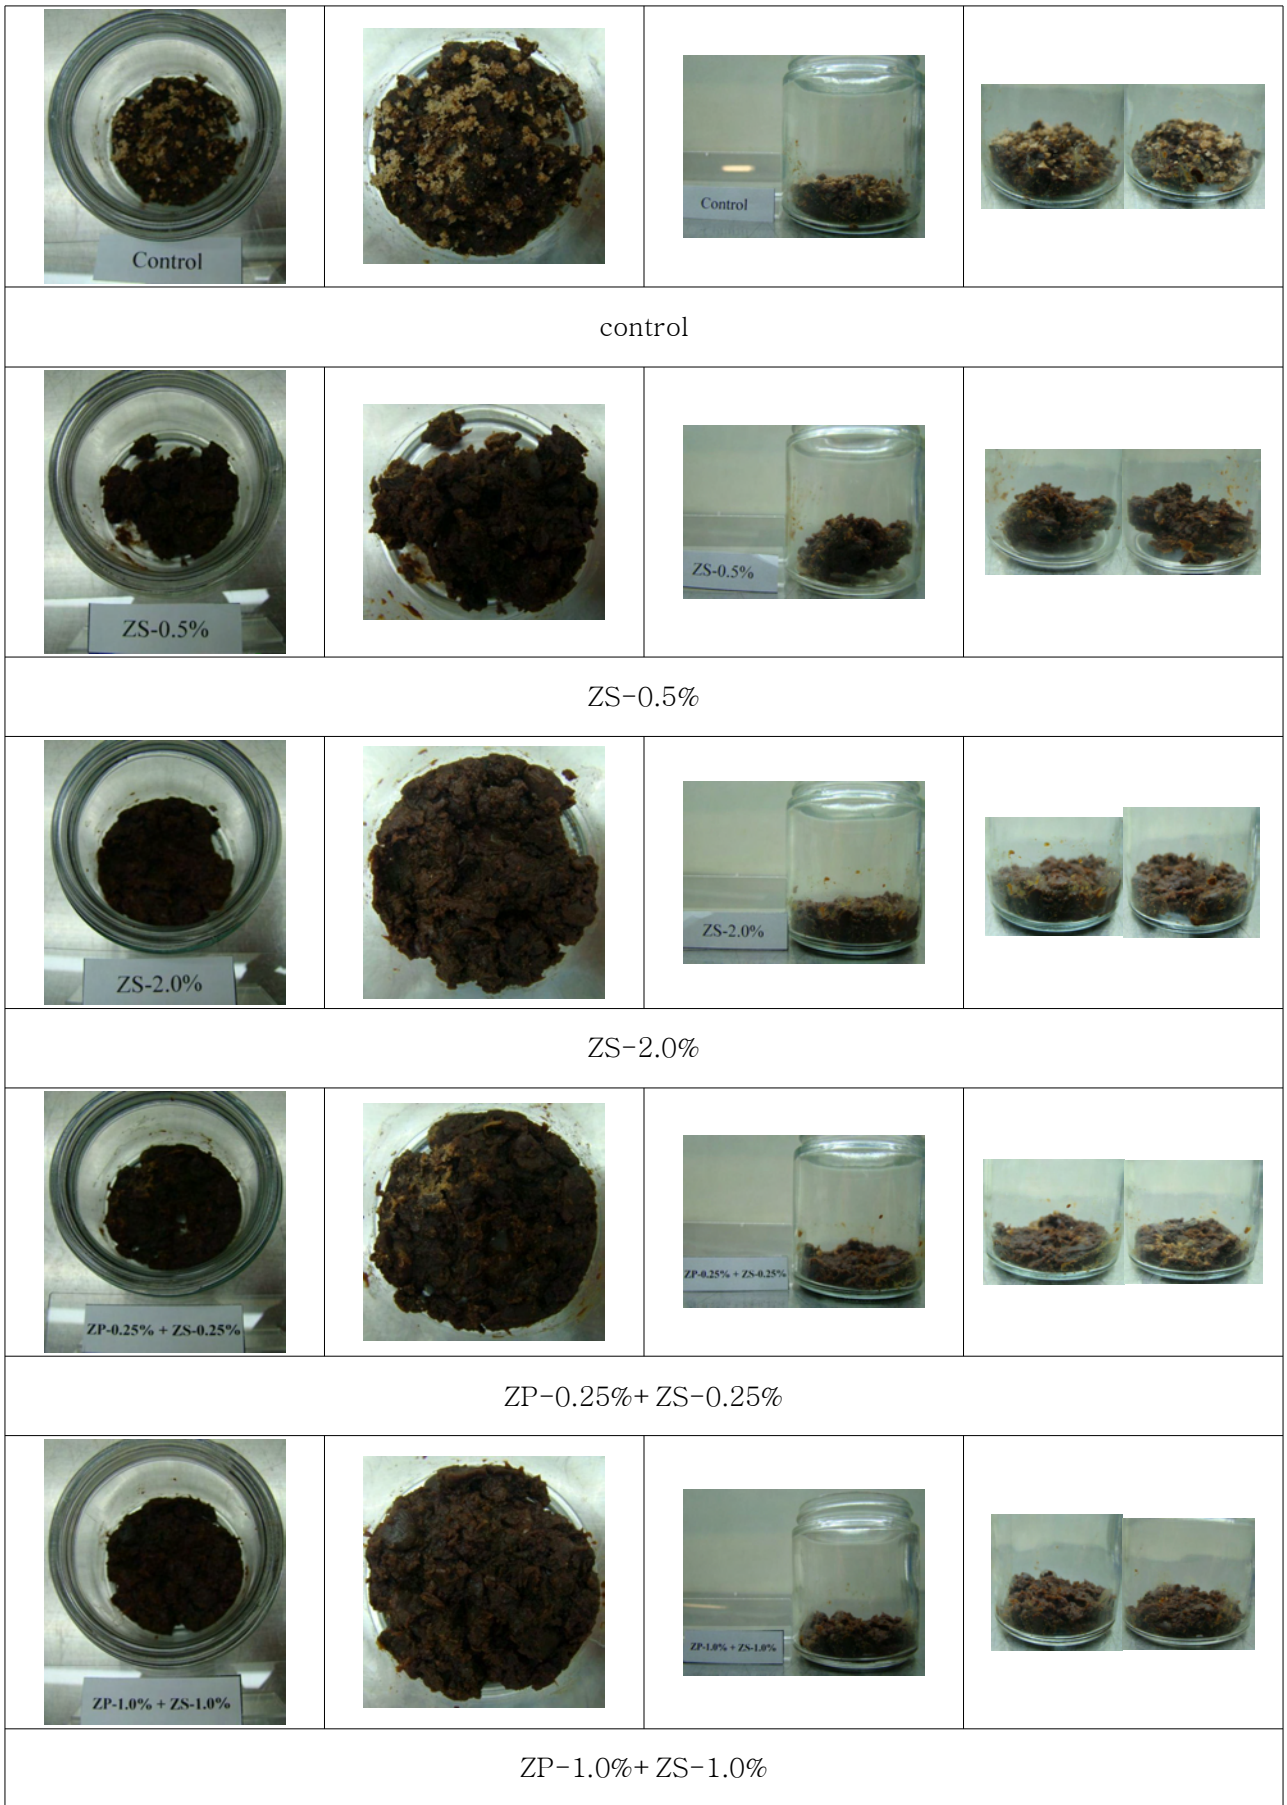 Control
Control
control
ZS-0.5%
ZS-0.5%
ZS-0.5%
ZS-2.0%
ZS-2.0%
ZS-2.0%
ZP-0.25% + ZS-0.25%
ZP-0.25% + ZS-0.25%
ZP-0.25%+ ZS-0.25%
ZP-1.0% + ZS-1.0%
ZP-1.0% + ZS-1.0%
ZP-1.0%+ ZS-1.0%